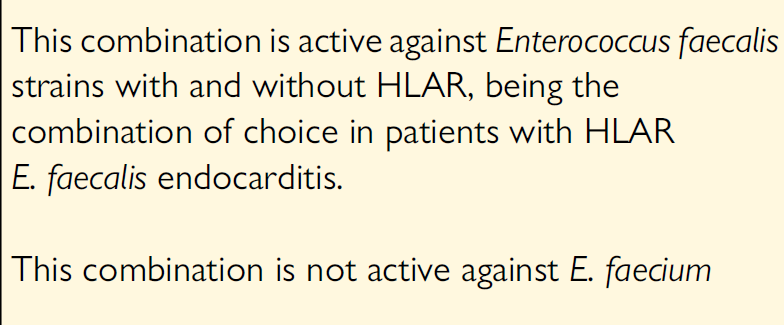 This combination is active against Enterococcus faecalis
strains with and without HLAR, being the
combination of choice in patients with HLAR
E. faecalis endocarditis.
This combination is not active against E. faecium